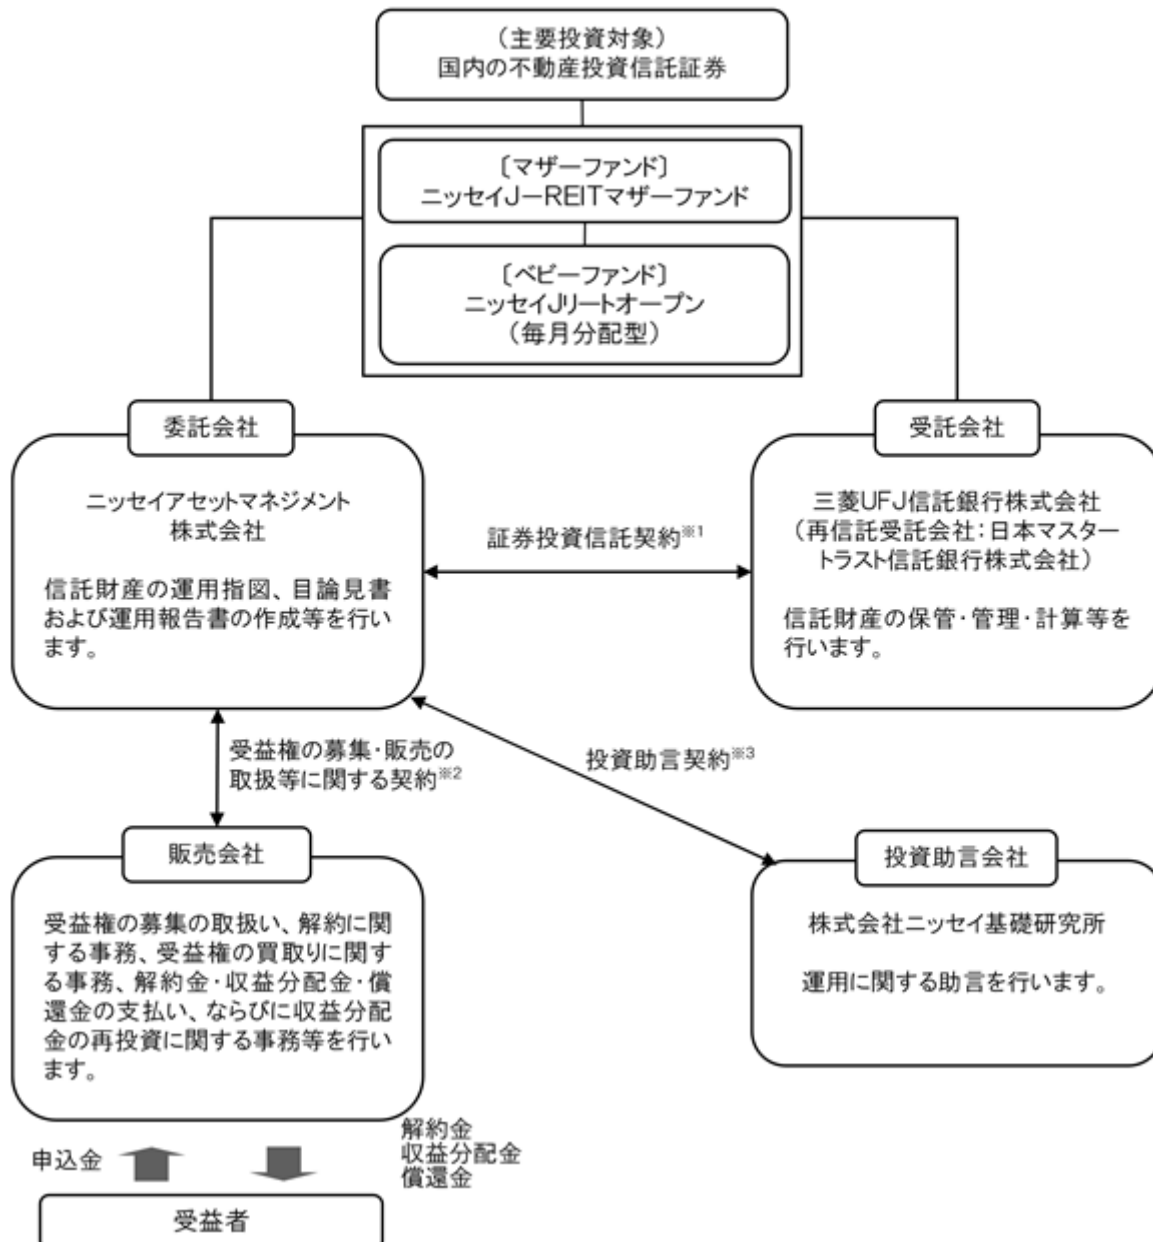 （主要投資対象）
国内の不動産投資信託証券
〔マザーファンド〕
ニッセイJーREITマザーファンド
〔ベビーファンド〕
ニッセイJリートオープン
（毎月分配型）
委託会社
ニッセイアセットマネジメント
株式会社
信託財産の運用指図、目論見書
および運用報告書の作成等を行い
ます。
証券投資信託契約※1
受託会社
三菱UFJ信託銀行株式会社
（再信託受託会社：日本マスター
トラスト信託銀行株式会社）
信託財産の保管・管理・計算等を
行います。
受益権の募集・販売の
取扱等に関する契約※2
投資助言契約※3
販売会社
受益権の募集の取扱い、解約に関
する事務、受益権の買取りに関す
る事務、解約金・収益分配金・償
還金の支払い、ならびに収益分配
金の再投資に関する事務等を行い
ます。
投資助言会社
株式会社ニッセイ基礎研究所
運用に関する助言を行います。
申込金
解約金
収益分配金
償還金
受益者